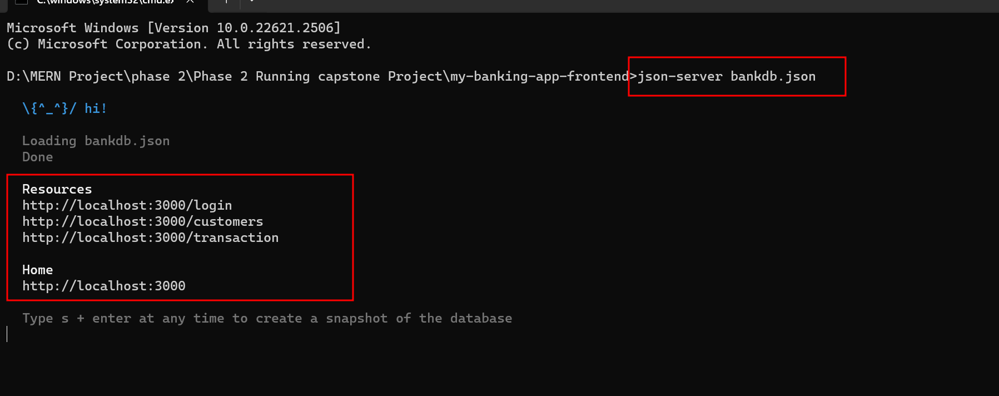 C:\windows\system32\cmd.e
Microsoft Windows [Version 10.0.22621.2506]
(c) Microsoft Corporation. All rights reserved.
D:\MERN Project\phase 2\Phase 2 Running capstone Project\my-banking-app-frontend>json-server bankdb.json
\{^_^}/ hi!
Loading bankdb.json
Done
Resources
http://localhost:3000/login
http://localhost:3000/customers
http://localhost:3000/transaction
Home
http://localhost:3000
Type s + enter at any time to create a snapshot of the database